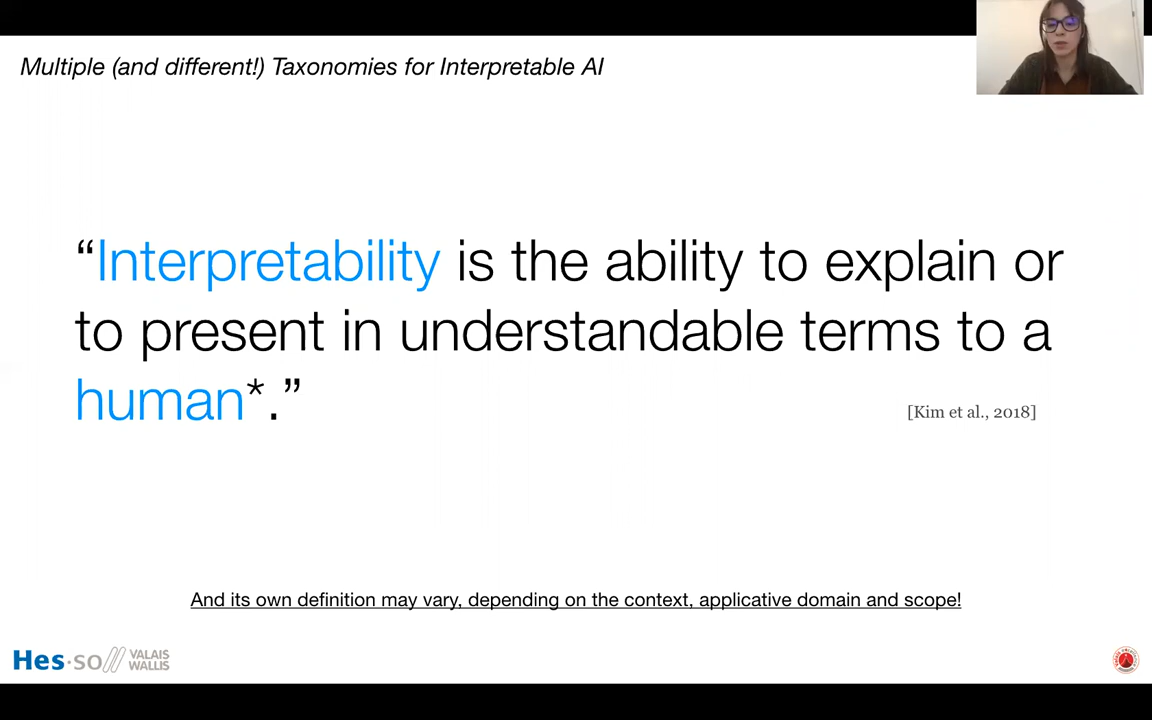 Multiple (and different!) Taxonomies for Interpretable AI
“Interpretability is the ability to explain or
to present in understandable terms to a
human*.”
[Kim et al., 2018]
And its own definition may vary, depending on the context, applicative domain and scope!
Hes·so// VALAIS
WALLIS